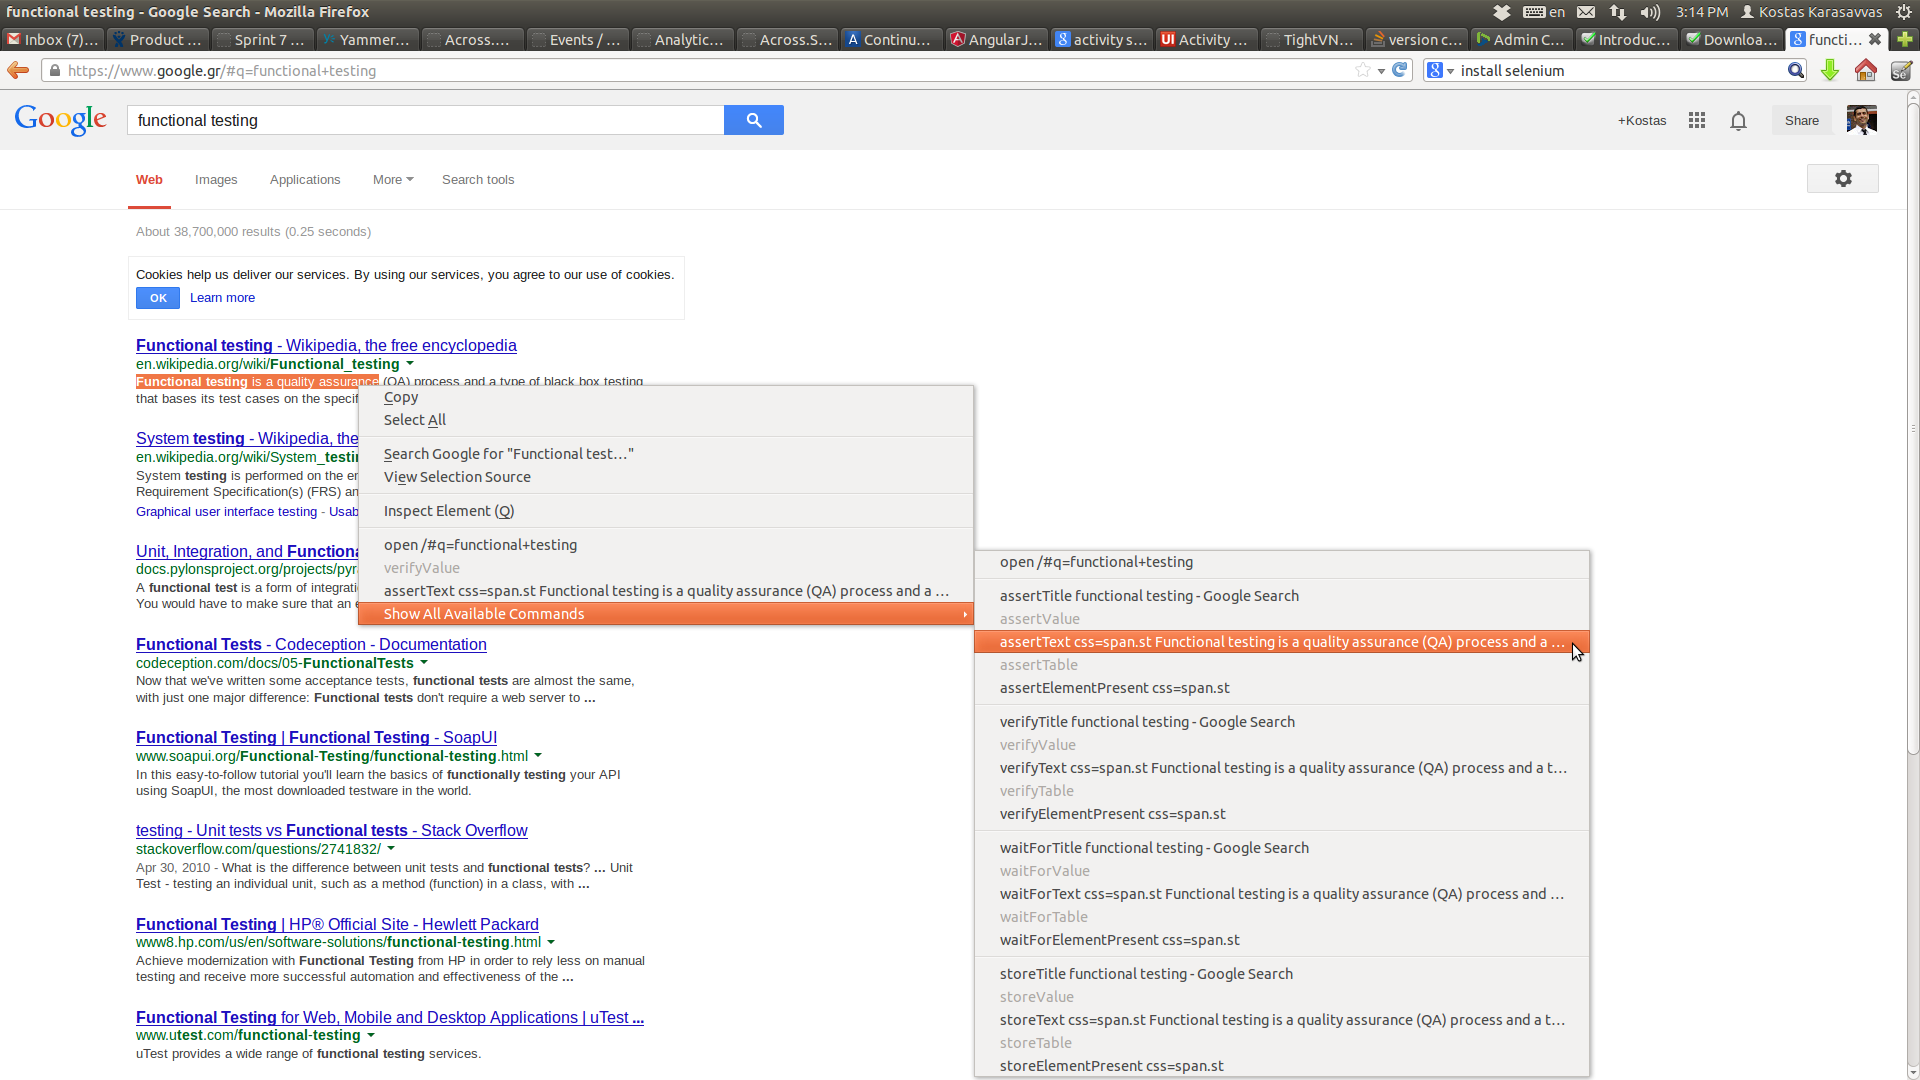 functional testing - Google Search - Mozilla Firefox
en 3:14 PM Kostas Karasavvas
Inbox (7)... Product ... Sprint 7 ... Yammer... Across.... Events / ... Analytic... Across.S... Continu... AngularJ... activity s... Activity ... TightVN... version c... Admin C... Introduc... Downloa... functi...
https://www.google.gr/#q=functional+testing
install selenium
Google
functional testing
+Kostas
Share
Web Images Applications More Search tools
About 38,700,000 results (0.25 seconds)
Cookies help us deliver our services. By using our services, you agree to our use of cookies.
OK Learn more
Functional testing - Wikipedia, the free encyclopedia
en.wikipedia.org/wiki/Functional_testing
Functional testing is a quality assurance (QA) process and a type of black box testing
that bases its test cases on the specif
System testing - Wikipedia, the
en.wikipedia.org/wiki/System_testin
System testing is performed on the en
Requirement Specification(s) (FRS) an
Graphical user interface testing - Usab
Unit, Integration, and Functiona
docs.pylonsproject.org/projects/pyra
A functional test is a form of integrati
You would have to make sure that an e
Functional Tests - Codeception - Documentation
codeception.com/docs/05-FunctionalTests
Now that we've written some acceptance tests, functional tests are almost the same,
with just one major difference: Functional tests don't require a web server to ...
Functional Testing | Functional Testing - SoapUI
www.soapui.org/Functional-Testing/functional-testing.html
In this easy-to-follow tutorial you'll learn the basics of functionally testing your API
using SoapUI, the most downloaded testware in the world.
testing - Unit tests vs Functional tests - Stack Overflow
stackoverflow.com/questions/2741832/
Apr 30, 2010 - What is the difference between unit tests and functional tests? ... Unit
Test - testing an individual unit, such as a method (function) in a class, with ...
Functional Testing | HP® Official Site - Hewlett Packard
www8.hp.com/us/en/software-solutions/functional-testing.html
Achieve modernization with Functional Testing from HP in order to rely less on manual
testing and receive more successful automation and effectiveness of the ...
Functional Testing for Web, Mobile and Desktop Applications | uTest ...
www.utest.com/functional-testing
uTest provides a wide range of functional testing services.
Copy
Select All
Search Google for "Functional test..."
View Selection Source
Inspect Element (Q)
open /#q=functional+testing
verifyValue
assertText css=span.st Functional testing is a quality assurance (QA) process and a ...
Show All Available Commands
open /#q=functional+testing
assertTitle functional testing - Google Search
assertValue
assertText css=span.st Functional testing is a quality assurance (QA) process and a ...
assertTable
assertElementPresent css=span.st
verifyTitle functional testing - Google Search
verifyValue
verifyText css=span.st Functional testing is a quality assurance (QA) process and a t...
verifyTable
verifyElementPresent css=span.st
waitForTitle functional testing - Google Search
waitForValue
waitForText css=span.st Functional testing is a quality assurance (QA) process and ...
waitForTable
waitForElementPresent css=span.st
storeTitle functional testing - Google Search
storeValue
storeText css=span.st Functional testing is a quality assurance (QA) process and a t...
storeTable
storeElementPresent css=span.st